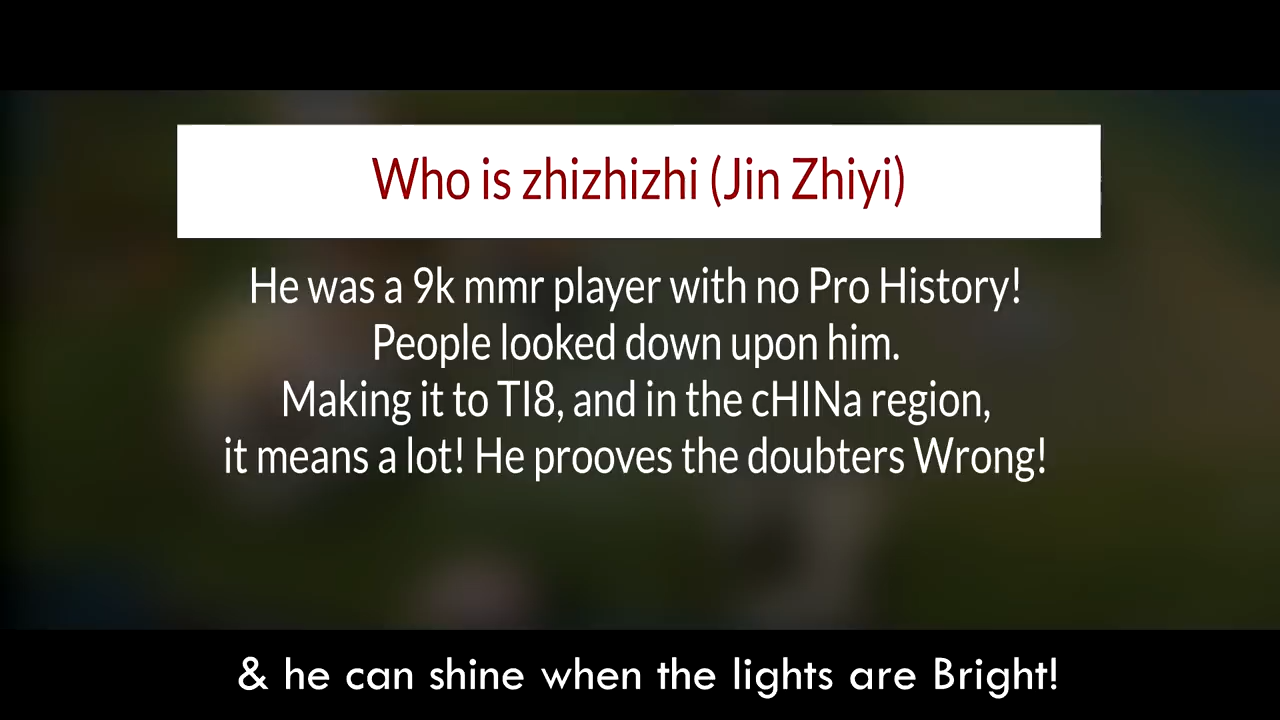 Who is zhizhizhi (Jin Zhiyi)
He was a 9k mmr player with no Pro History!
People looked down upon him.
Making it to TI8, and in the cHINa region,
it means a lot! He prooves the doubters Wrong!
& he can shine when the lights are Bright!